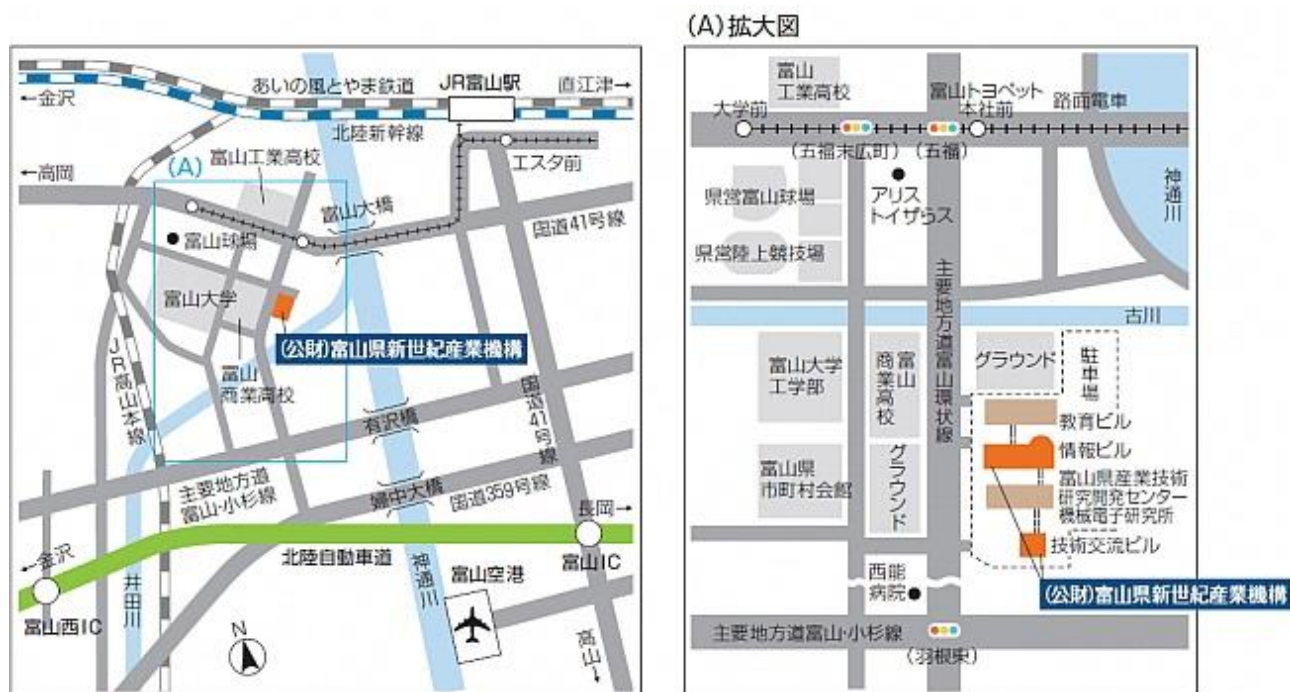 (A)拡大図
あいの風とやま鉄道
JR富山駅
直江津→
←金沢
北陸新幹線
(A)
富山工業高校
エスタ前
←高岡
富山大橋
国道41号線
富山球場
富山大学
(公財)富山県新世紀産業機構
富山
商業高校
JR高山本線
有沢橋
国道41号線
主要地方道
富山・小杉線
婦中大橋
国道359号線
長岡→
←金沢
北陸自動車道
富山IC
富山西IC
井田川
神通川
富山空港
N
高山→
富山
工業高校
大学前
富山トヨペット
本社前
路面電車
(五福末広町)
(五福)
県営富山球場
アリス
トイザらス
神通川
県営陸上競技場
主要地方道富山環状線
古川
富山大学
工学部
富山
商業高校
グラウンド
駐車場
教育ビル
情報ビル
富山県
市町村会館
グラウンド
富山県産業技術
研究開発センター
機械電子研究所
技術交流ビル
西能
病院
(公財)富山県新世紀産業機構
主要地方道富山・小杉線
(羽根東)